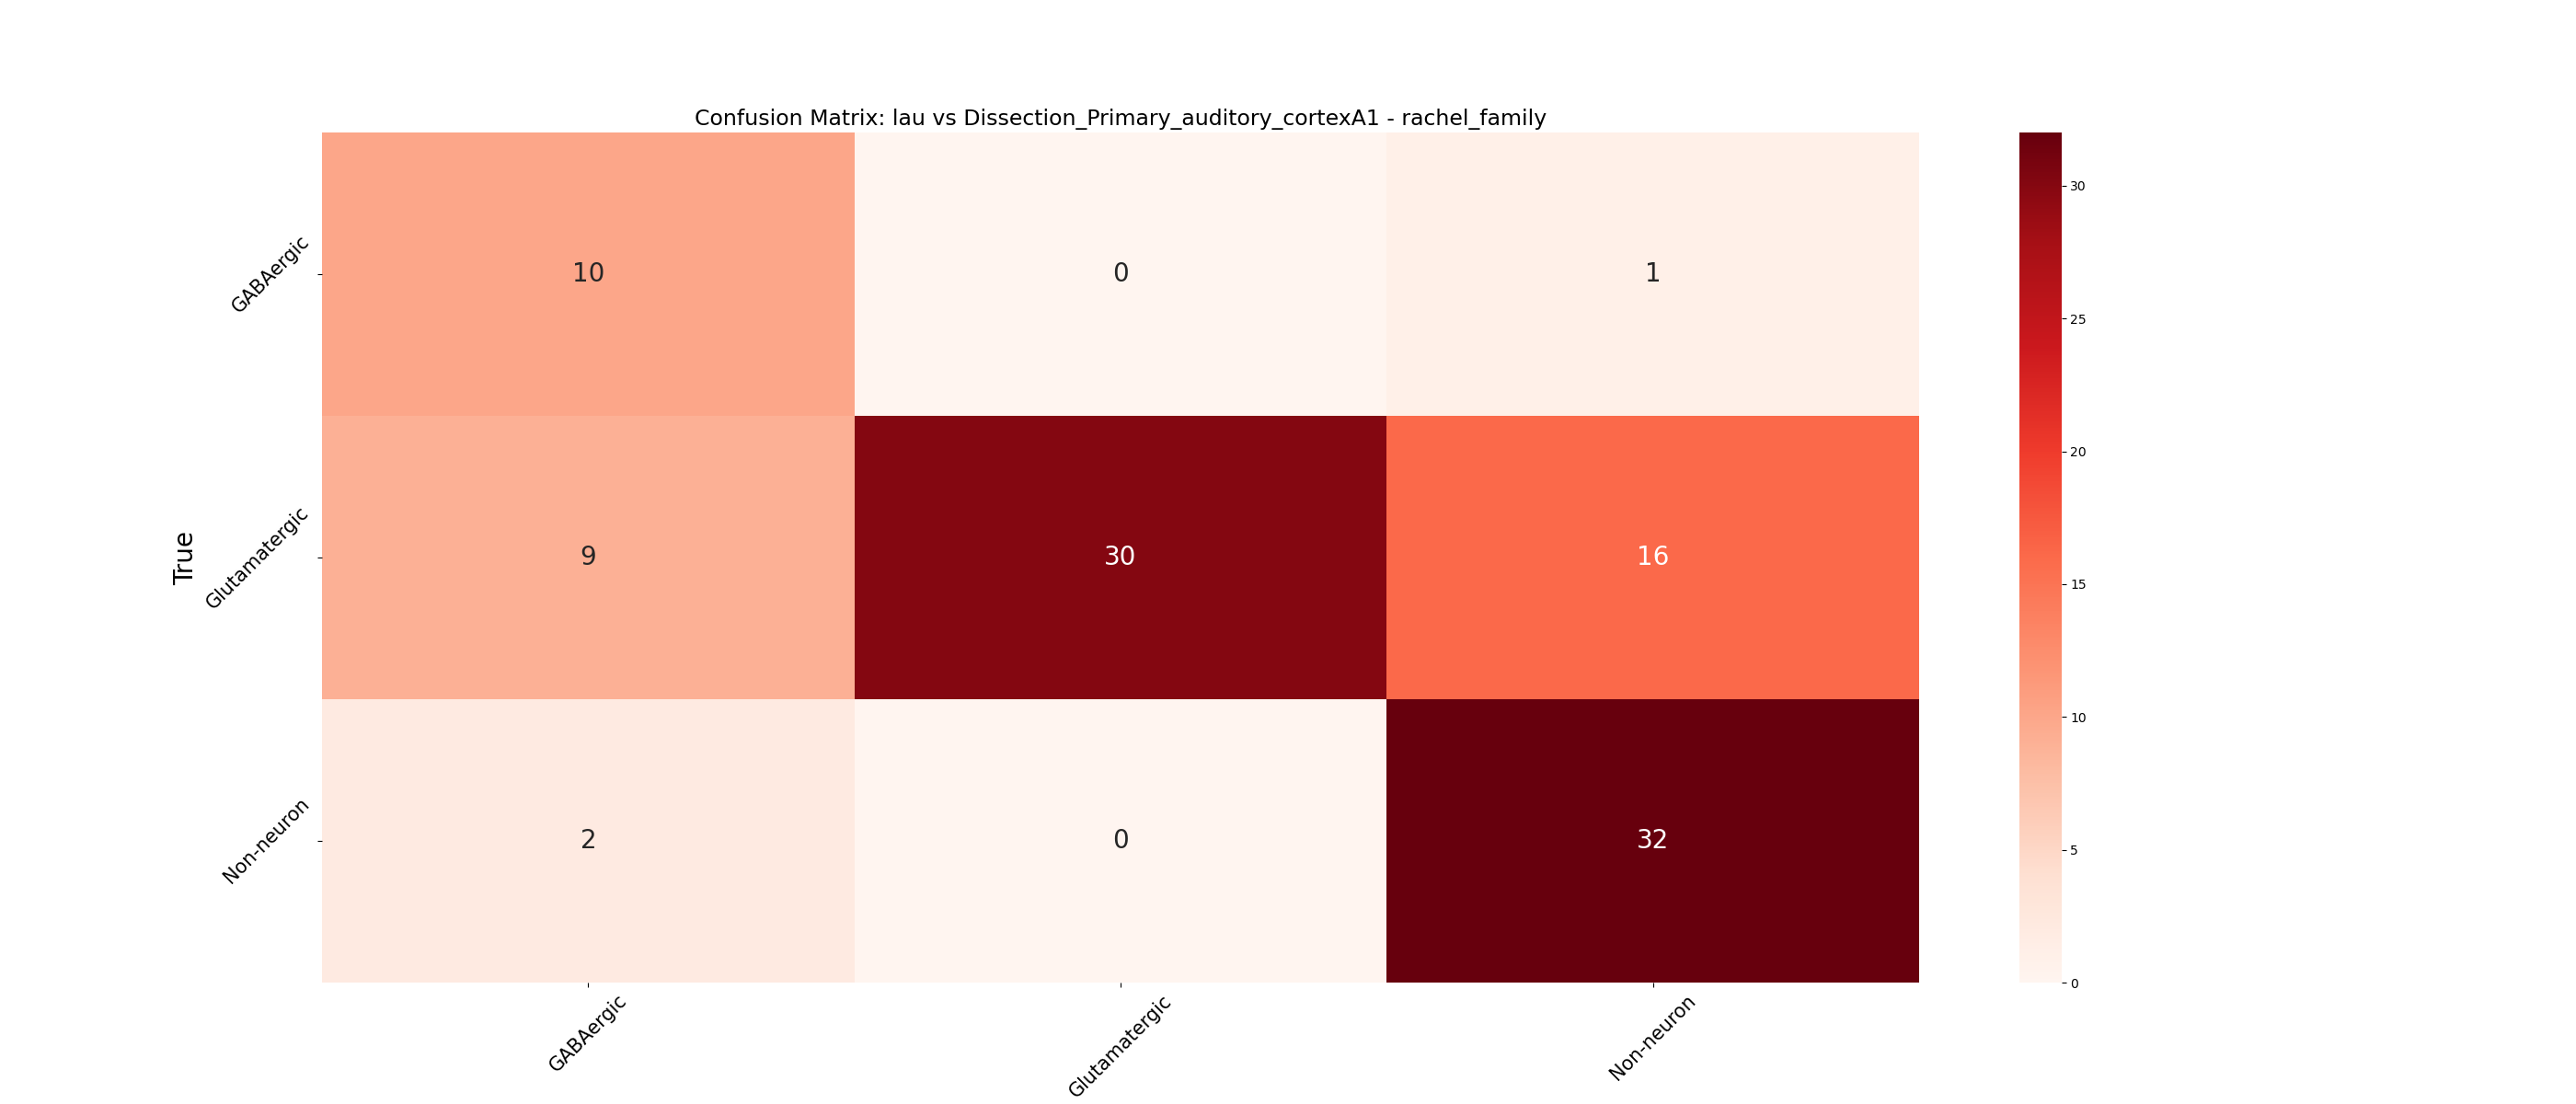 Confusion Matrix: lau vs Dissection_Primary_auditory_cortexA1 - rachel_family
True
GABAergic
10 0 1
Glutamatergic
9 30 16
Non-neuron
2 0 32
GABAergic Glutamatergic Non-neuron
30
25
20
15
10
5
0